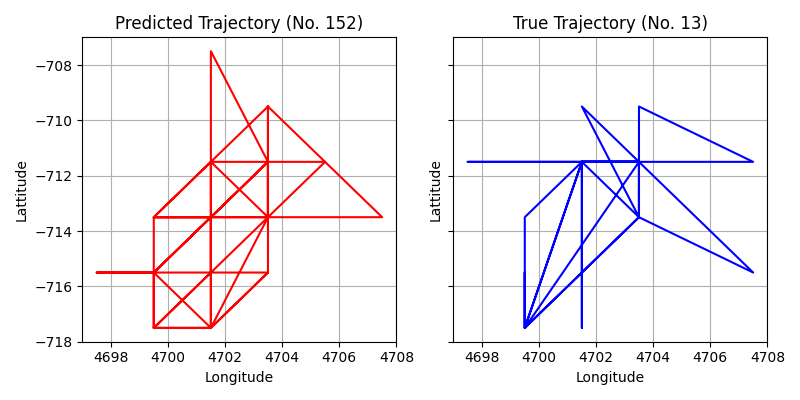 Predicted Trajectory (No. 152)
True Trajectory (No. 13)
Lattitude
−708
−710
−712
−714
−716
−718
4698 4700 4702 4704 4706 4708
Longitude
Lattitude
4698 4700 4702 4704 4706 4708
Longitude